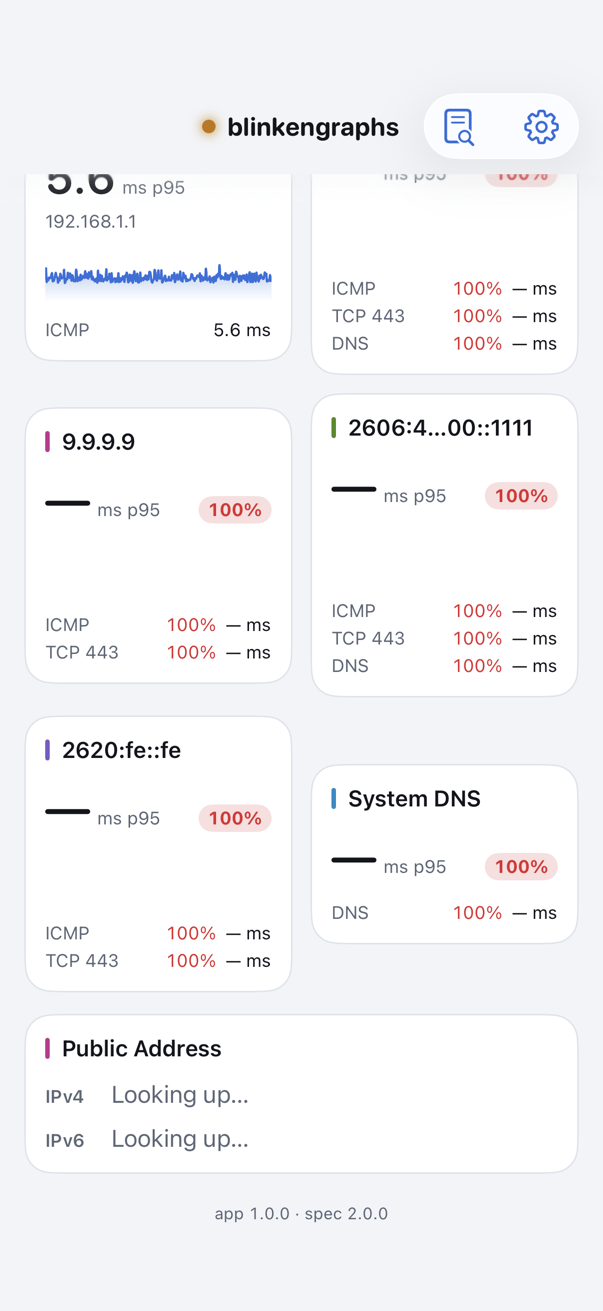 blinkengraphs
5.6 ms p95
192.168.1.1
ICMP 5.6 ms
ms p95 100%
ICMP 100% — ms
TCP 443 100% — ms
DNS 100% — ms
9.9.9.9
— ms p95 100%
ICMP 100% — ms
TCP 443 100% — ms
2606:4...00::1111
— ms p95 100%
ICMP 100% — ms
TCP 443 100% — ms
DNS 100% — ms
2620:fe::fe
— ms p95 100%
ICMP 100% — ms
TCP 443 100% — ms
System DNS
— ms p95 100%
DNS 100% — ms
Public Address
IPv4 Looking up...
IPv6 Looking up...
app 1.0.0 · spec 2.0.0